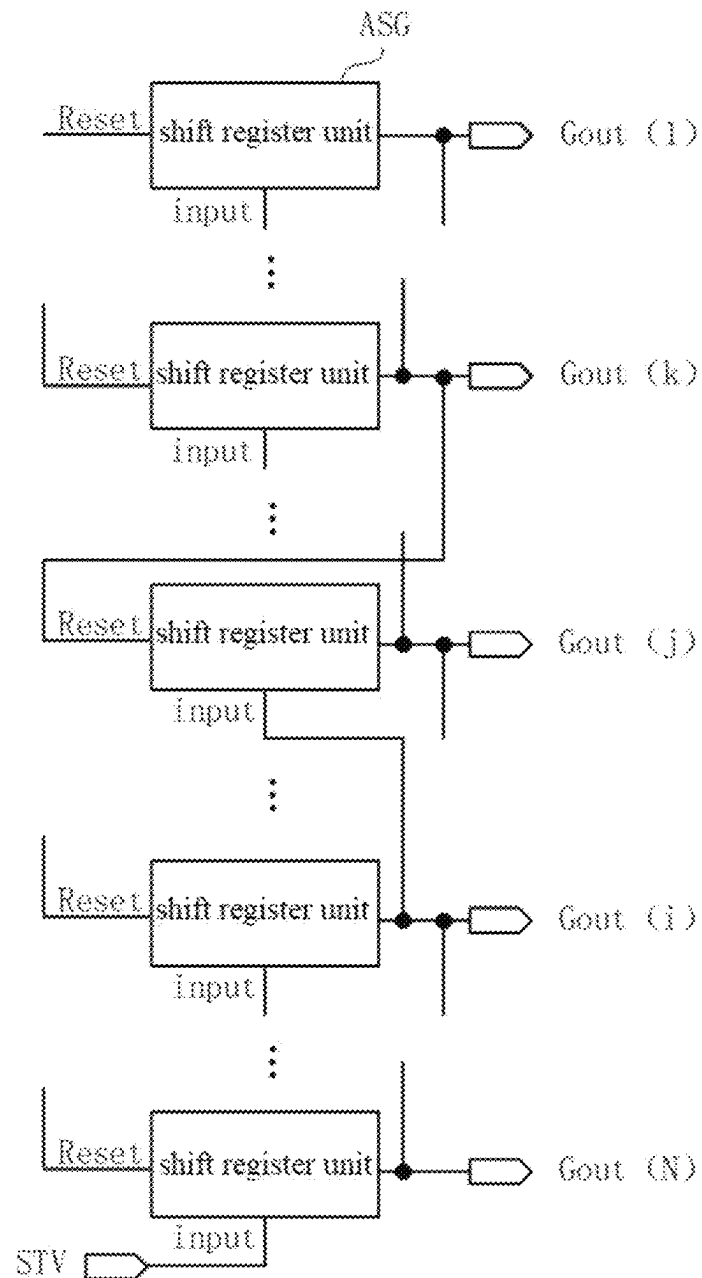 ASG
Reset shift register unit Gout (1)
input
Reset shift register unit Gout (k)
input
Reset shift register unit Gout (j)
input
Reset shift register unit Gout (i)
input
Reset shift register unit Gout (N)
input
STV